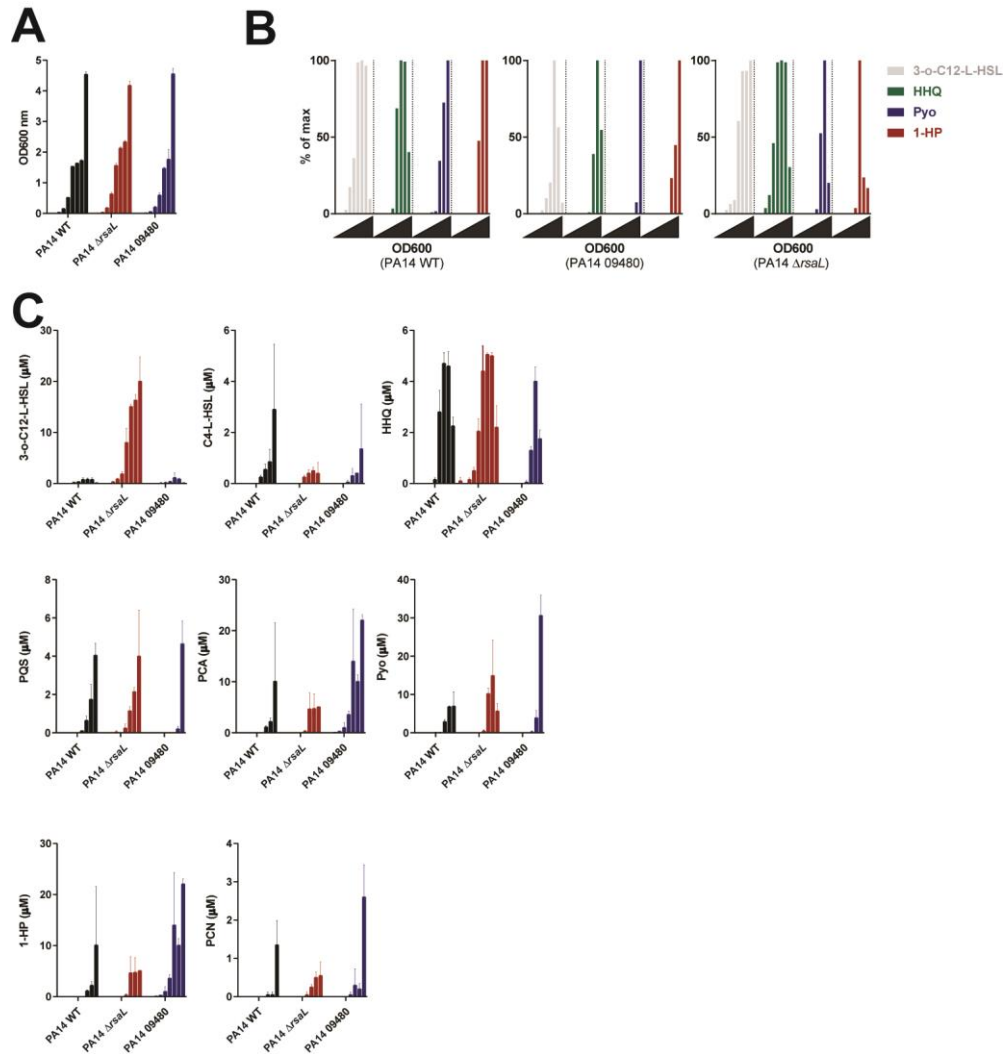 A
B
5
4
3
2
1
0
OD600 nm
PA14 WT
PA14 ΔrsaL
PA14 09480
100
50
0
% of max
OD600
(PA14 WT)
100
50
0
OD600
(PA14 09480)
100
50
0
OD600
(PA14 ΔrsaL)
3-o-C12-L-HSL
HHQ
Pyo
1-HP
C
30
20
10
0
3-o-C12-L-HSL (µM)
PA14 WT
PA14 ΔrsaL
PA14 09480
6
4
2
0
C4-L-HSL (µM)
PA14 WT
PA14 ΔrsaL
PA14 09480
6
4
2
0
HHQ (µM)
PA14 WT
PA14 ΔrsaL
PA14 09480
8
6
4
2
0
PQS (µM)
PA14 WT
PA14 ΔrsaL
PA14 09480
30
20
10
0
PCA (µM)
PA14 WT
PA14 ΔrsaL
PA14 09480
40
30
20
10
0
Pyo (µM)
PA14 WT
PA14 ΔrsaL
PA14 09480
30
20
10
0
1-HP (µM)
PA14 WT
PA14 ΔrsaL
PA14 09480
4
3
2
1
0
PCN (µM)
PA14 WT
PA14 ΔrsaL
PA14 09480